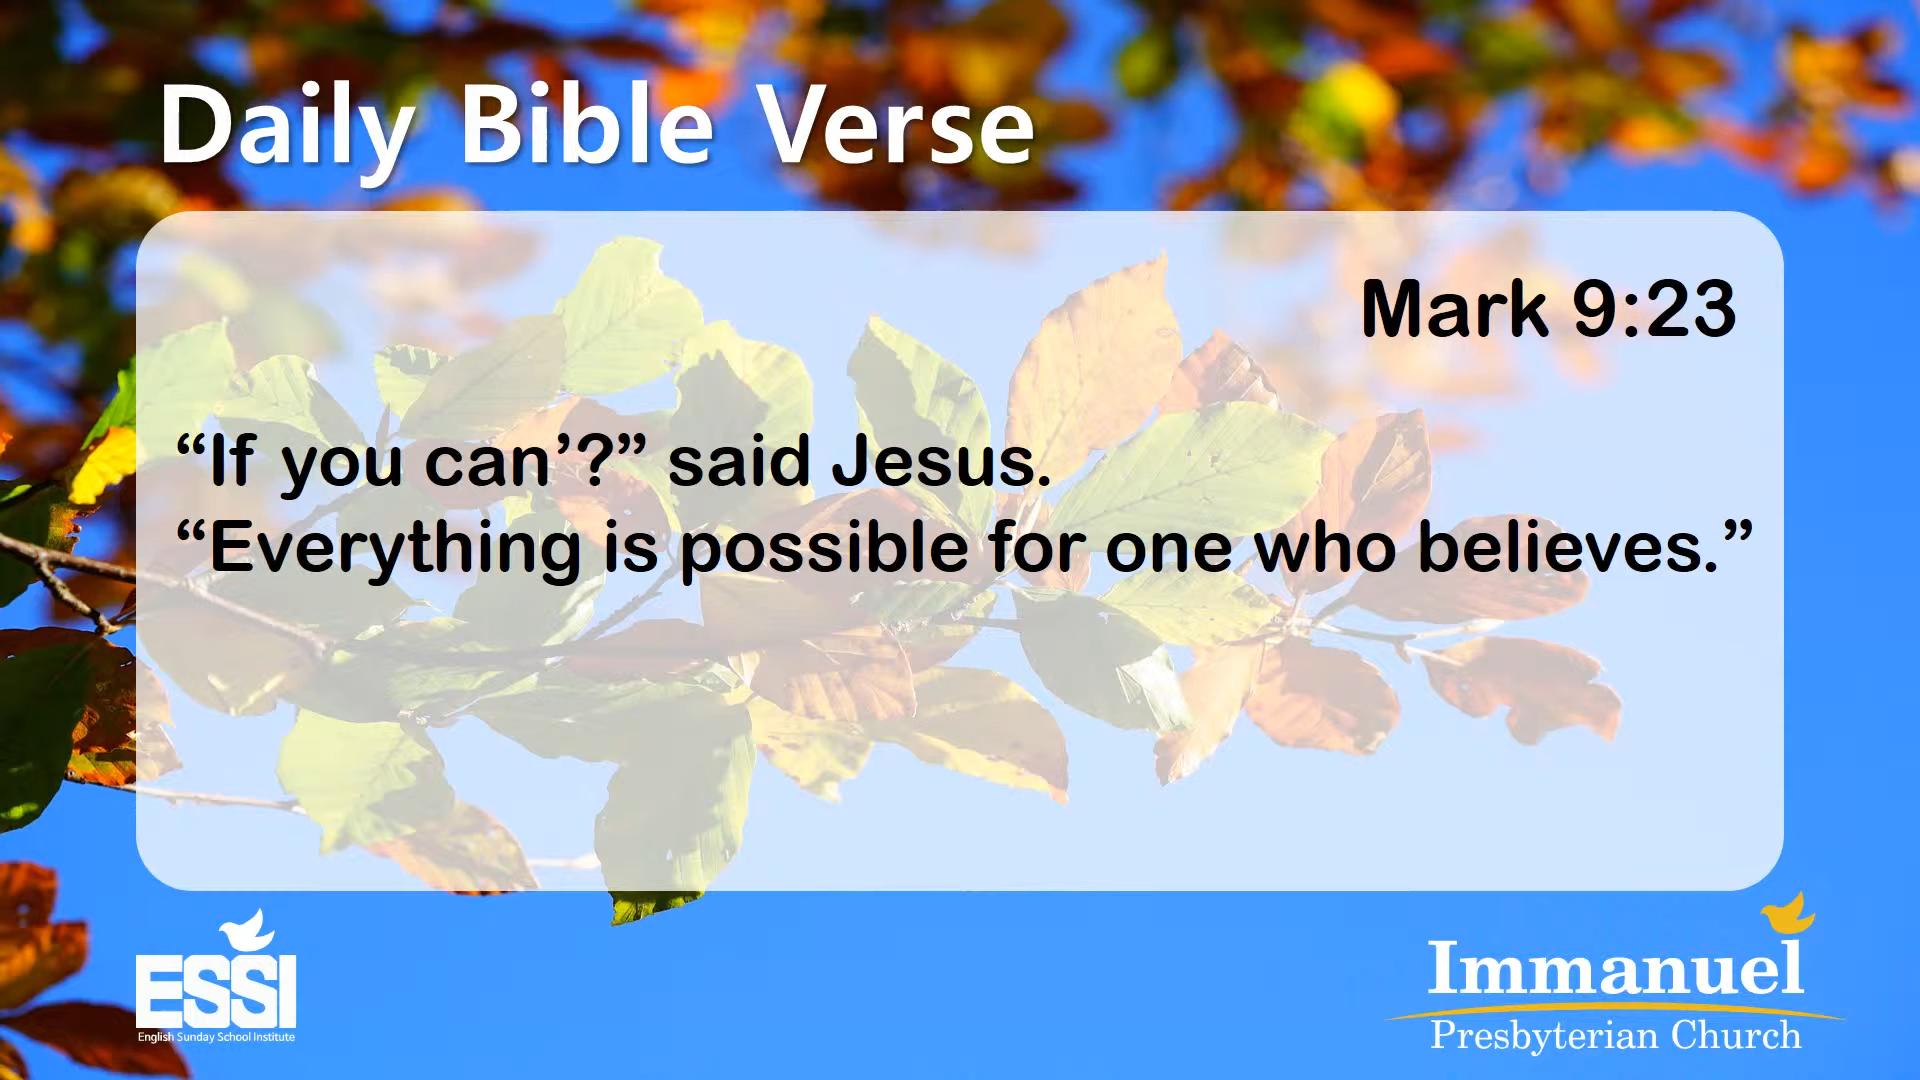 Daily Bible Verse
Mark 9:23
“If you can’?” said Jesus.
“Everything is possible for one who believes.”
ESSI
English Sunday School Institute
Immanuel
Presbyterian Church